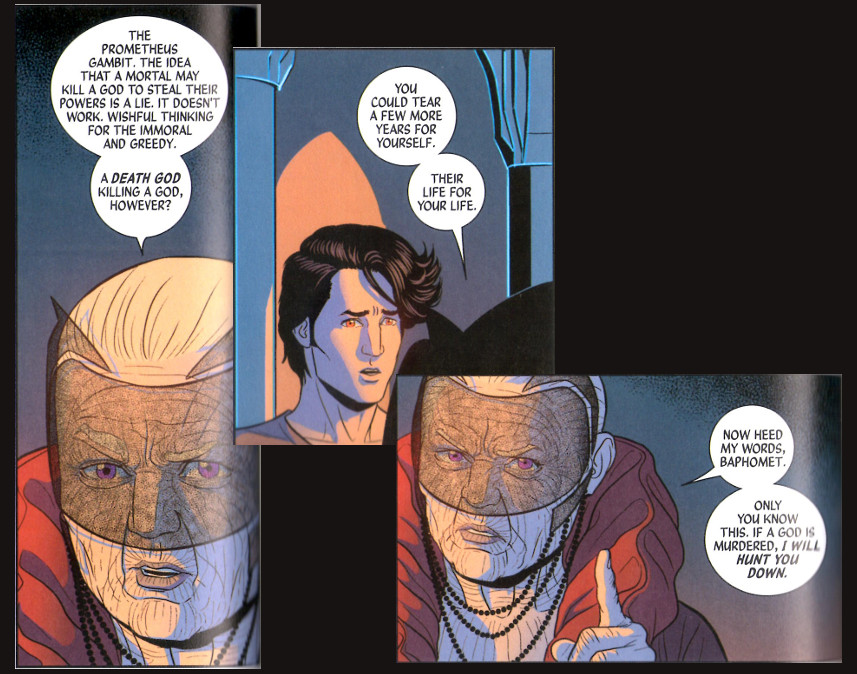 THE
PROMETHEUS
GAMBIT. THE IDEA
THAT A MORTAL MAY
KILL A GOD TO STEAL THEIR
POWERS IS A LIE. IT DOESN'T
WORK. WISHFUL THINKING
FOR THE IMMORAL
AND GREEDY.
A DEATH GOD
KILLING A GOD,
HOWEVER?
YOU
COULD TEAR
A FEW MORE
YEARS FOR
YOURSELF.
THEIR
LIFE FOR
YOUR LIFE.
NOW HEED
MY WORDS,
BAPHOMET.
ONLY
YOU KNOW
THIS. IF A GOD IS
MURDERED, I WILL
HUNT YOU
DOWN.